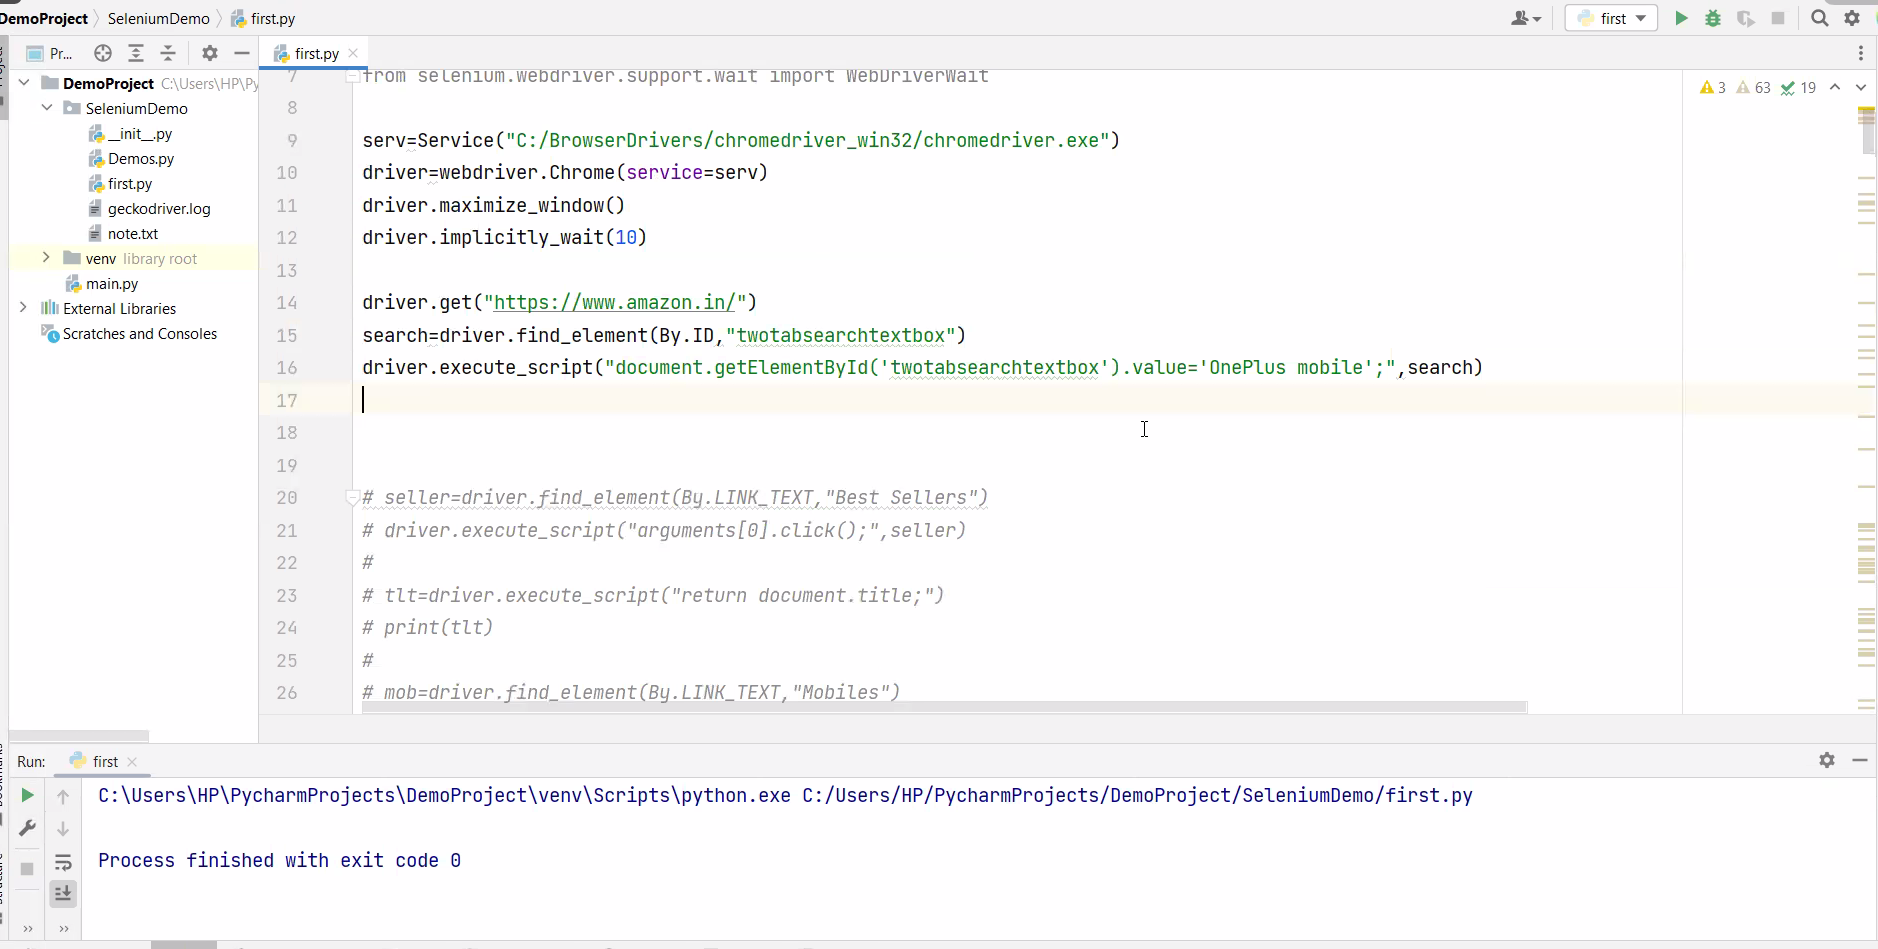 DemoProject SeleniumDemo first.py first
Pr... first.py
DemoProject C:\Users\HP\Py
SeleniumDemo
__init__.py
Demos.py
first.py
geckodriver.log
note.txt
venv library root
main.py
External Libraries
Scratches and Consoles
3 63 19
7 from selenium.webdriver.support.wait import WebDriverWait
8
9 serv=Service("C:/BrowserDrivers/chromedriver_win32/chromedriver.exe")
10 driver=webdriver.Chrome(service=serv)
11 driver.maximize_window()
12 driver.implicitly_wait(10)
13
14 driver.get("https://www.amazon.in/")
15 search=driver.find_element(By.ID,"twotabsearchtextbox")
16 driver.execute_script("document.getElementById('twotabsearchtextbox').value='OnePlus mobile';",search)
17
18
19
20 # seller=driver.find_element(By.LINK_TEXT,"Best Sellers")
21 # driver.execute_script("arguments[0].click();",seller)
22 #
23 # tlt=driver.execute_script("return document.title;")
24 # print(tlt)
25 #
26 # mob=driver.find_element(By.LINK_TEXT,"Mobiles")
Run: first
C:\Users\HP\PycharmProjects\DemoProject\venv\Scripts\python.exe C:/Users/HP/PycharmProjects/DemoProject/SeleniumDemo/first.py
Process finished with exit code 0